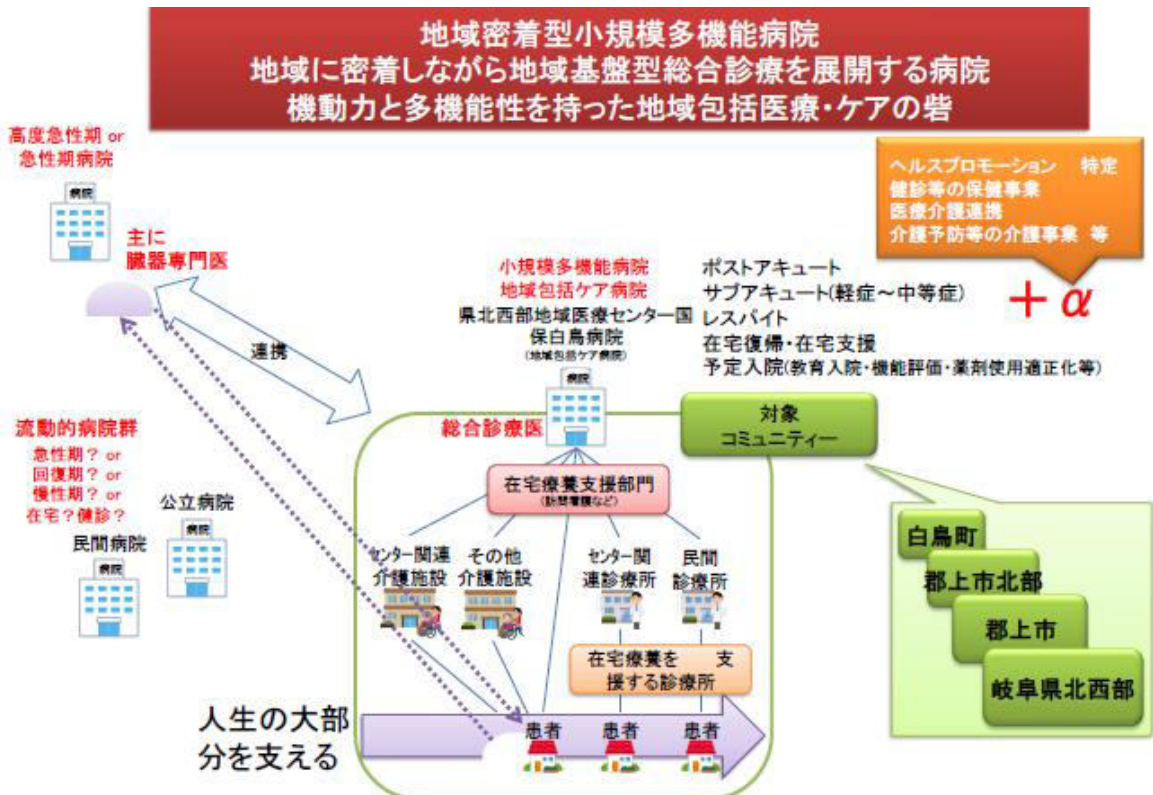 地域密着型小規模多機能病院
地域に密着しながら地域基盤型総合診療を展開する病院
機動力と多機能性を持った地域包括医療・ケアの砦
高度急性期 or
急性期病院
病院
主に
臓器専門医
ヘルスプロモーション 特定
健診等の保健事業
医療介護連携
介護予防等の介護事業 等
+α
小規模多機能病院
地域包括ケア病院
県北西部地域医療センター国
保白鳥病院
(地域包括ケア病院)
病院
ポストアキュート
サブアキュート(軽症～中等症)
レスパイト
在宅復帰・在宅支援
予定入院(教育入院・機能評価・薬剤使用適正化等)
連携
総合診療医
対象
コミュニティー
流動的病院群
急性期? or
回復期? or
慢性期? or
在宅?健診?
公立病院
病院
民間病院
病院
在宅療養支援部門
(訪問看護など)
センター関連
介護施設
その他
介護施設
センター関
連診療所
民間
診療所
在宅療養を 支
援する診療所
白鳥町
郡上市北部
郡上市
岐阜県北西部
人生の大部
分を支える
患者
患者
患者